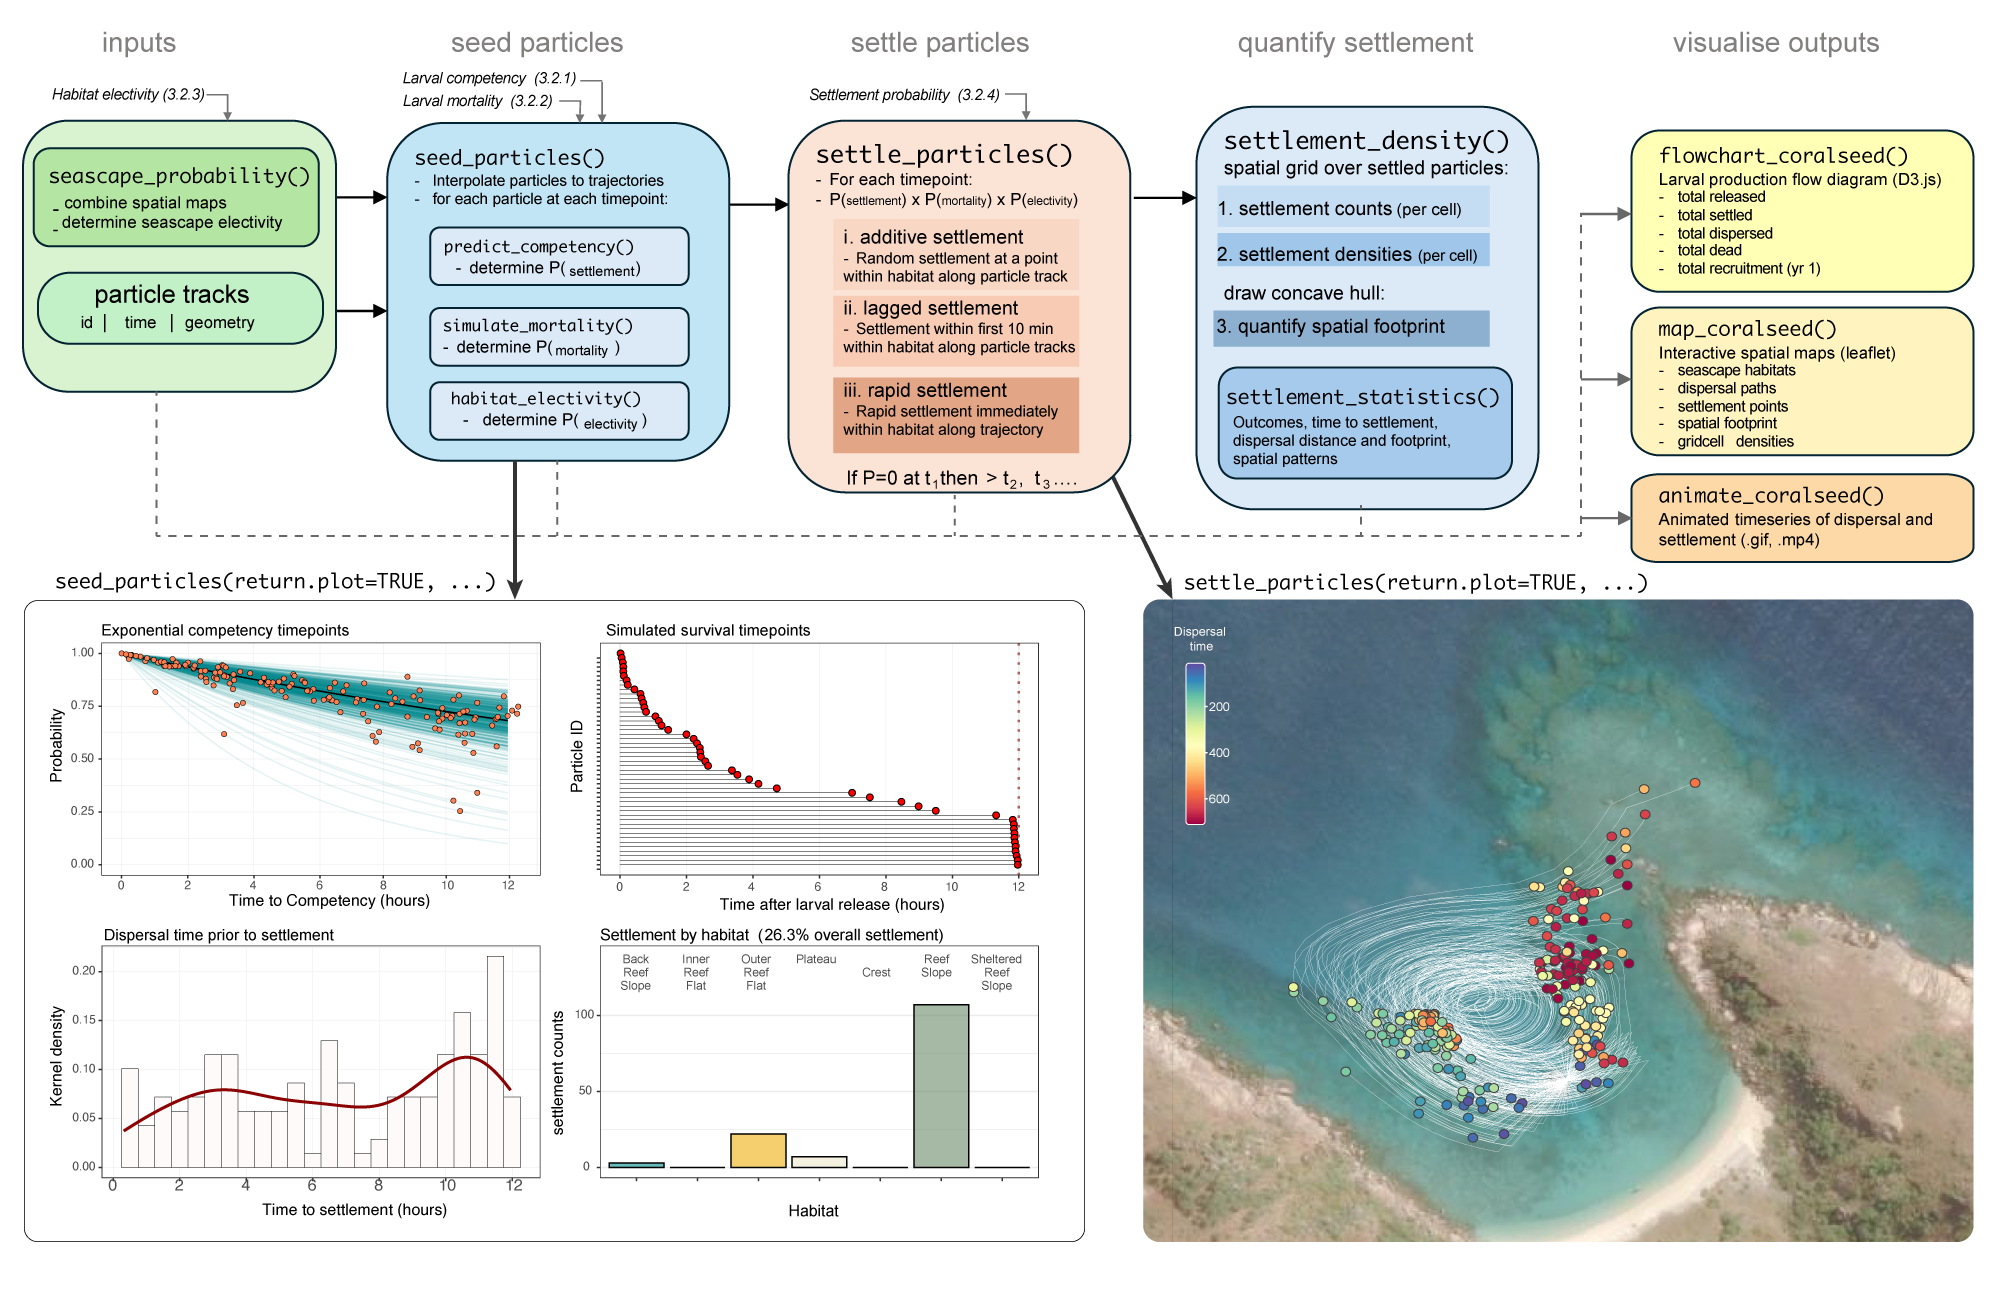 inputs
seed particles
settle particles
quantify settlement
visualise outputs
Habitat electivity (3.2.3)
Larval competency (3.2.1)
Larval mortality (3.2.2)
Settlement probability (3.2.4)
seascape_probability()
- combine spatial maps
determine seascape electivity
-
particle tracks
id | time | geometry
seed_particles()
- Interpolate particles to trajectories
- for each particle at each timepoint:
predict_competency()
- determine P( settlement)
simulate_mortality()
- determine P( mortality )
habitat_electivity()
- determine P( electivity )
settle_particles()
- For each timepoint:
- P(settlement) x P(mortality) x P(electivity)
i. additive settlement
- Random settlement at a point
within habitat along particle track
ii. lagged settlement
- Settlement within first 10 min
within habitat along particle tracks
iii. rapid settlement
- Rapid settlement immediately
within habitat along trajectory
If P=0 at t1then > t2, t3....
settlement_density()
spatial grid over settled particles:
1. settlement counts (per cell)
2. settlement densities (per cell)
draw concave hull:
3. quantify spatial footprint
settlement_statistics()
Outcomes, time to settlement,
dispersal distance and footprint,
spatial patterns
flowchart_coralseed()
Larval production flow diagram (D3.js)
- total released
- total settled
- total dispersed
- total dead
- total recruitment (yr 1)
map_coralseed()
Interactive spatial maps (leaflet)
- seascape habitats
- dispersal paths
- settlement points
- spatial footprint
- gridcell densities
animate_coralseed()
Animated timeseries of dispersal and
settlement (.gif, .mp4)
seed_particles(return.plot=TRUE, ...)
Exponential competency timepoints
Probability
1.00
0.75
0.50
0.25
0.00
0 2 4 6 8 10 12
Time to Competency (hours)
Simulated survival timepoints
Particle ID
0 2 4 6 8 10 12
Time after larval release (hours)
Dispersal time prior to settlement
Kernel density
0.20
0.15
0.10
0.05
0.00
0 2 4 6 8 10 12
Time to settlement (hours)
Settlement by habitat (26.3% overall settlement)
Back Reef Slope
Inner Reef Flat
Outer Reef Flat
Plateau
Crest
Reef Slope
Sheltered Reef Slope
settlement counts
100
50
0
Habitat
settle_particles(return.plot=TRUE, ...)
Dispersal
time
200
400
600